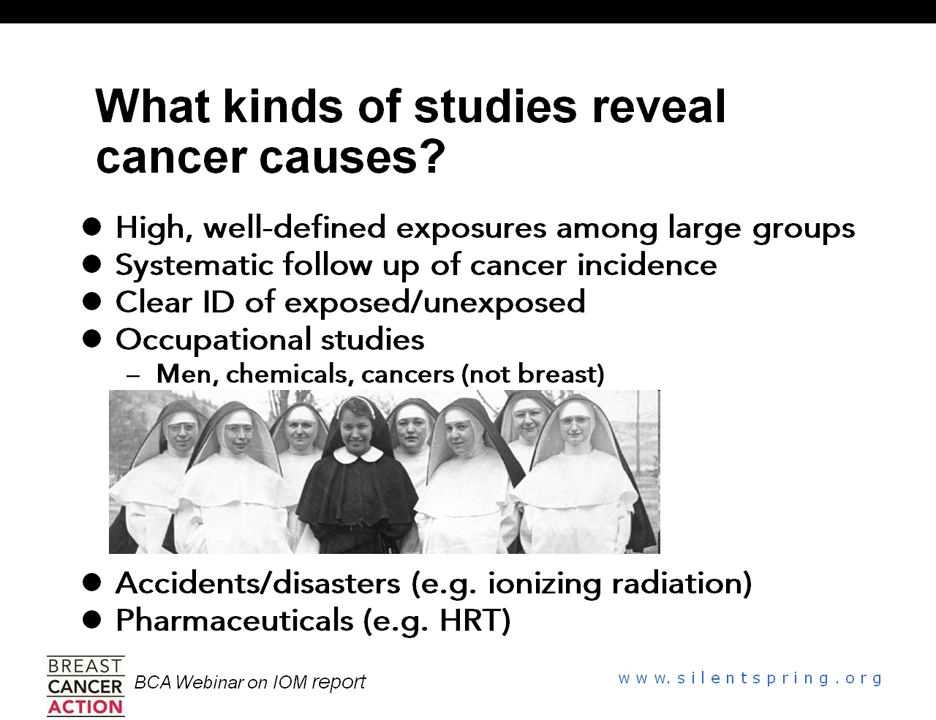 What kinds of studies reveal
cancer causes?
● High, well-defined exposures among large groups
● Systematic follow up of cancer incidence
● Clear ID of exposed/unexposed
● Occupational studies
– Men, chemicals, cancers (not breast)
● Accidents/disasters (e.g. ionizing radiation)
● Pharmaceuticals (e.g. HRT)
BREAST
CANCER
ACTION
BCA Webinar on IOM report
www.silentspring.org